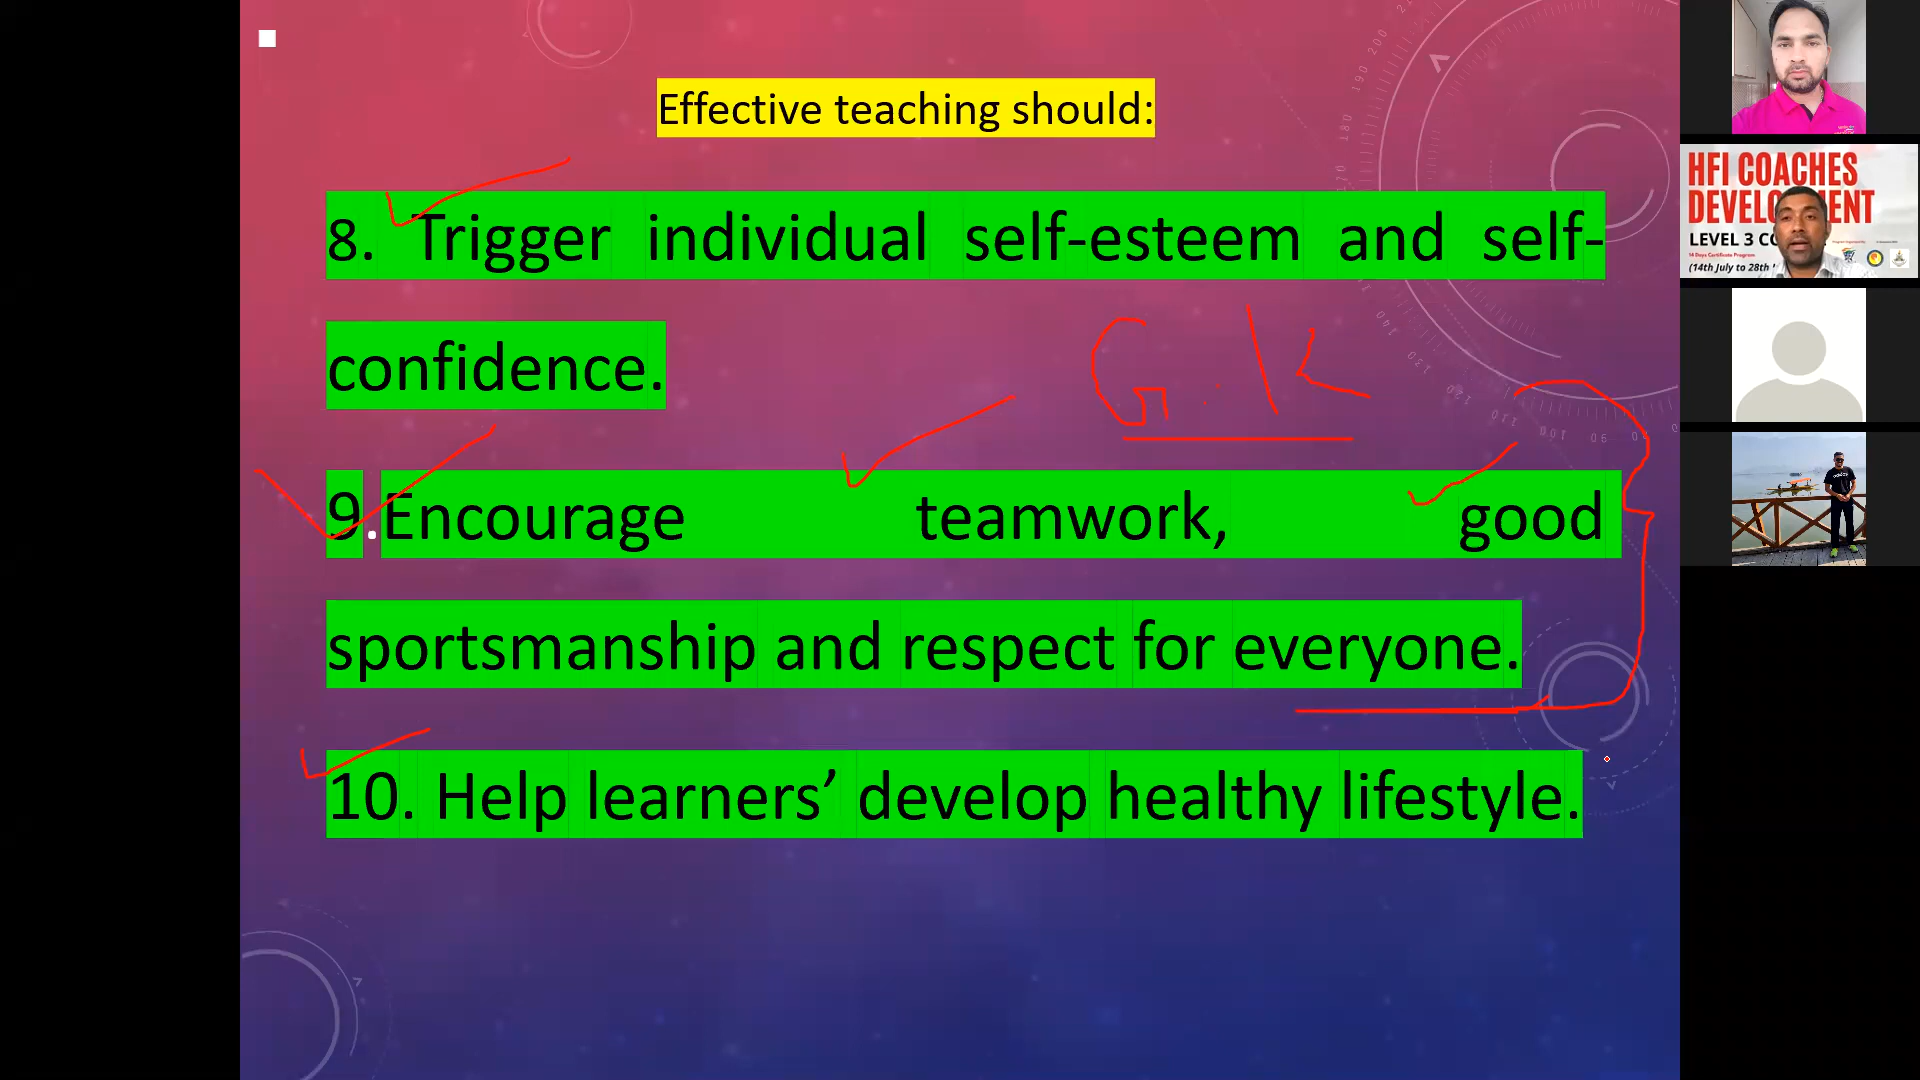 Effective teaching should:
8. Trigger individual self-esteem and self-
confidence.
G.K
9.Encourage teamwork, good
sportsmanship and respect for everyone.
10. Help learners’ develop healthy lifestyle.
HFI COACHES
LEVEL 3
14 Days Certificate Program
(14th July to 28th